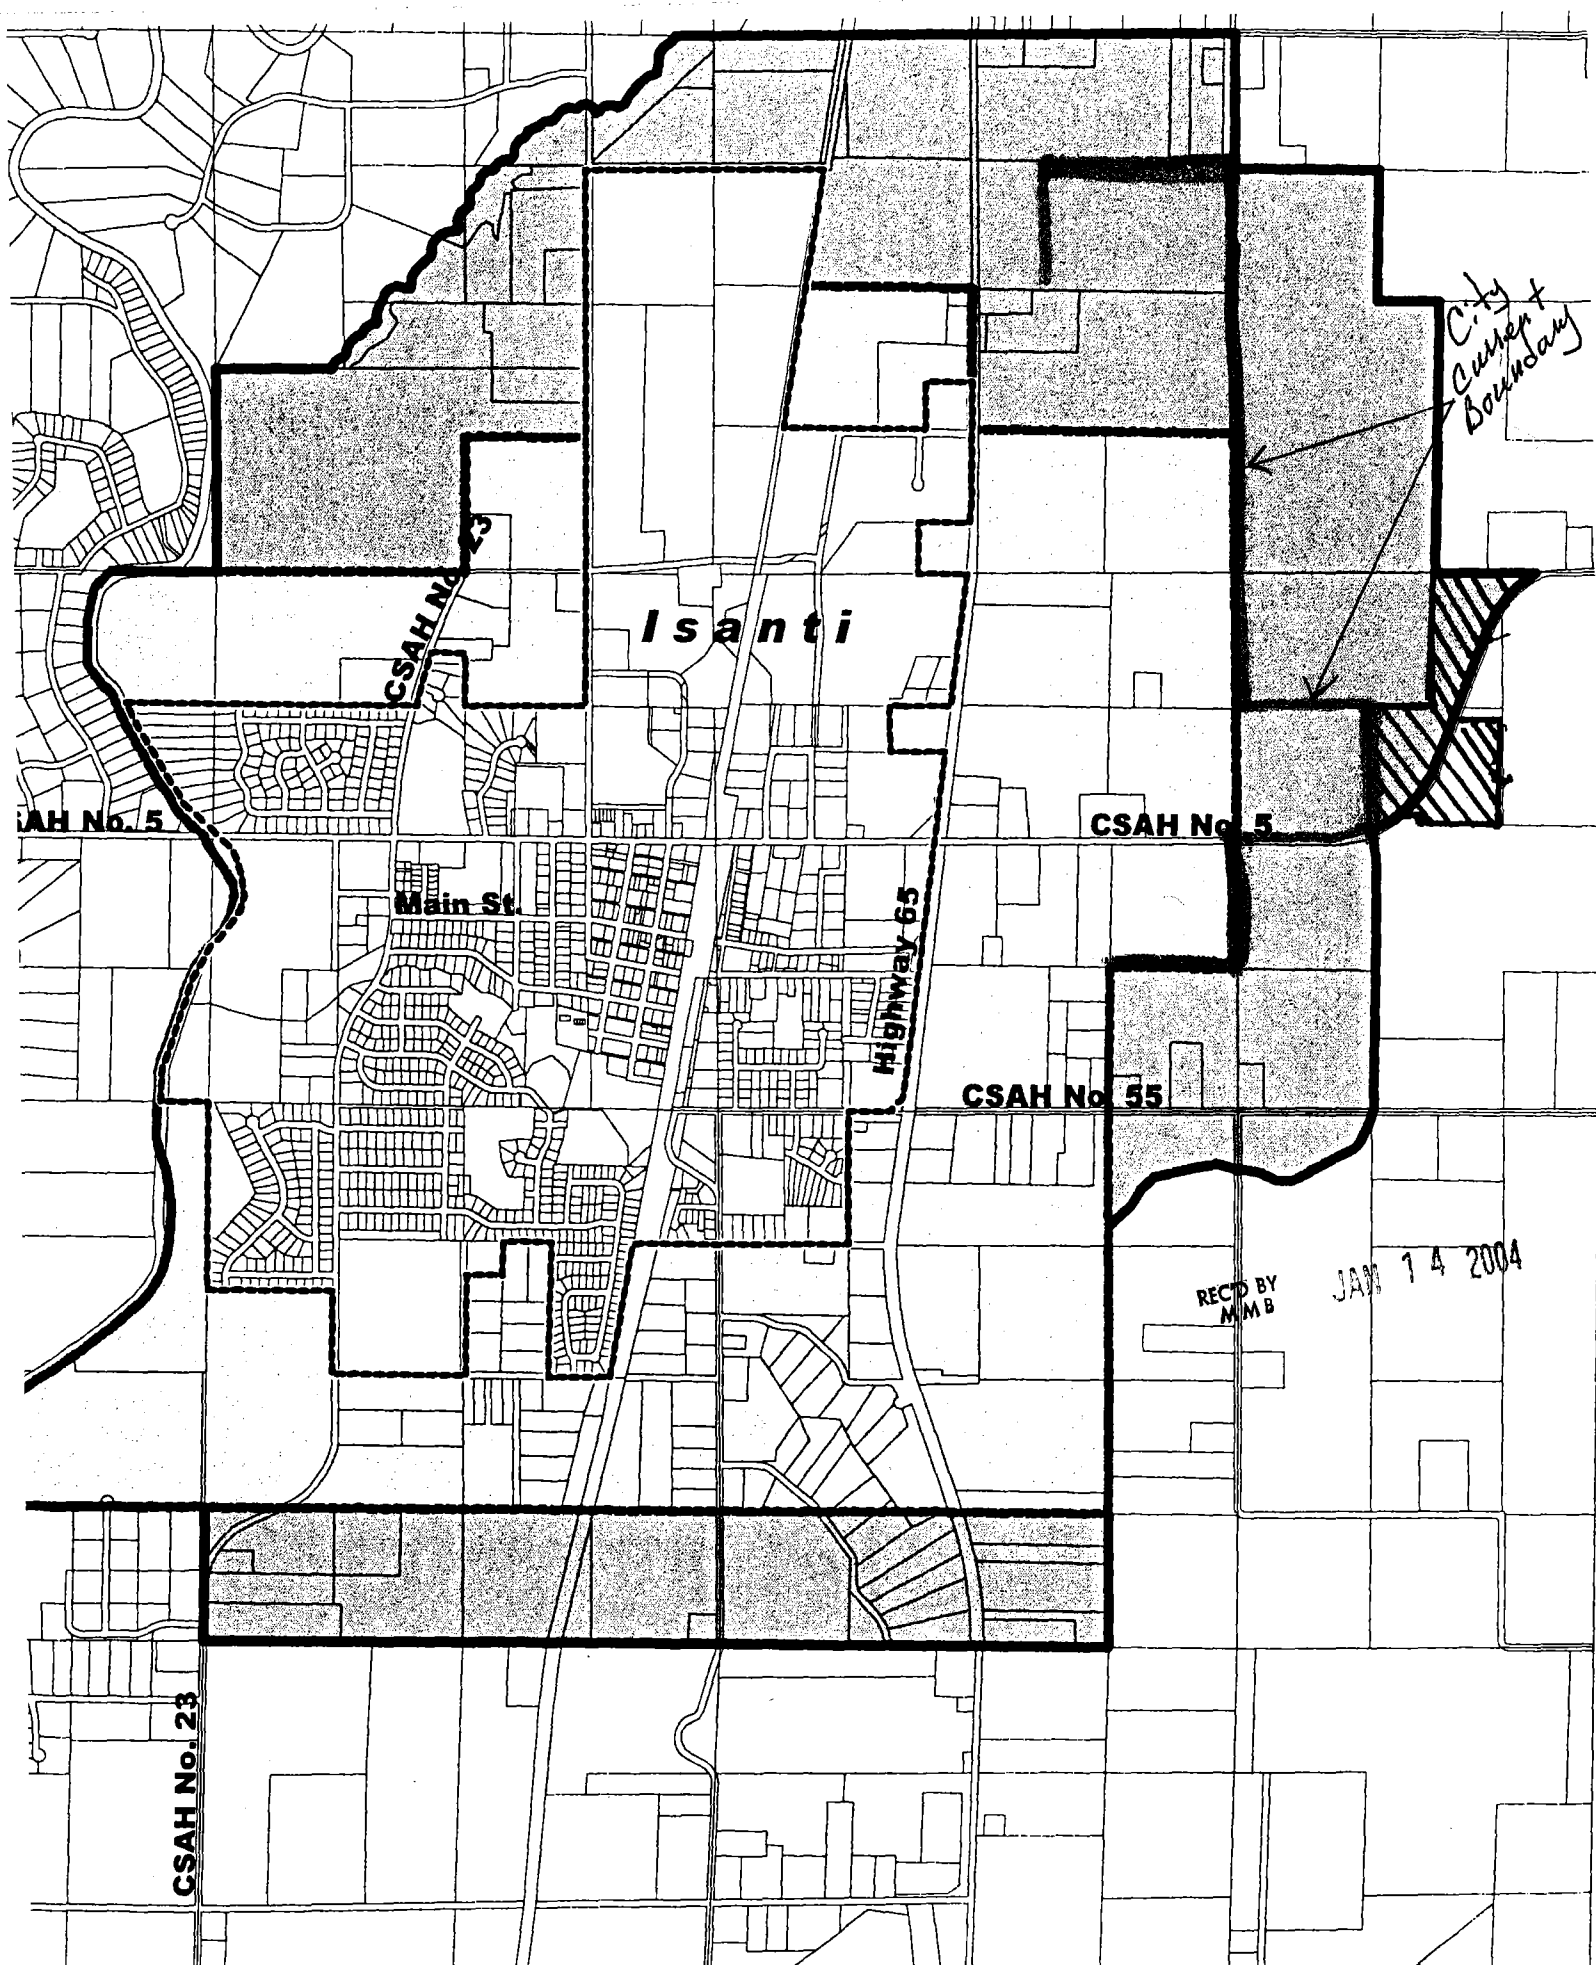 City
Current
Boundary
CSAH No. 23
Isanti
AH No. 5
CSAH No. 5
Main St.
Highway 65
CSAH No. 55
REC'D BY
MMB
JAN 14 2004
CSAH No. 23